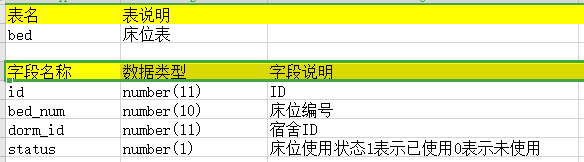 表名 表说明
bed 床位表
字段名称 数据类型 字段说明
id number(11) ID
bed_num number(10) 床位编号
dorm_id number(11) 宿舍ID
status number(1) 床位使用状态1表示已使用0表示未使用